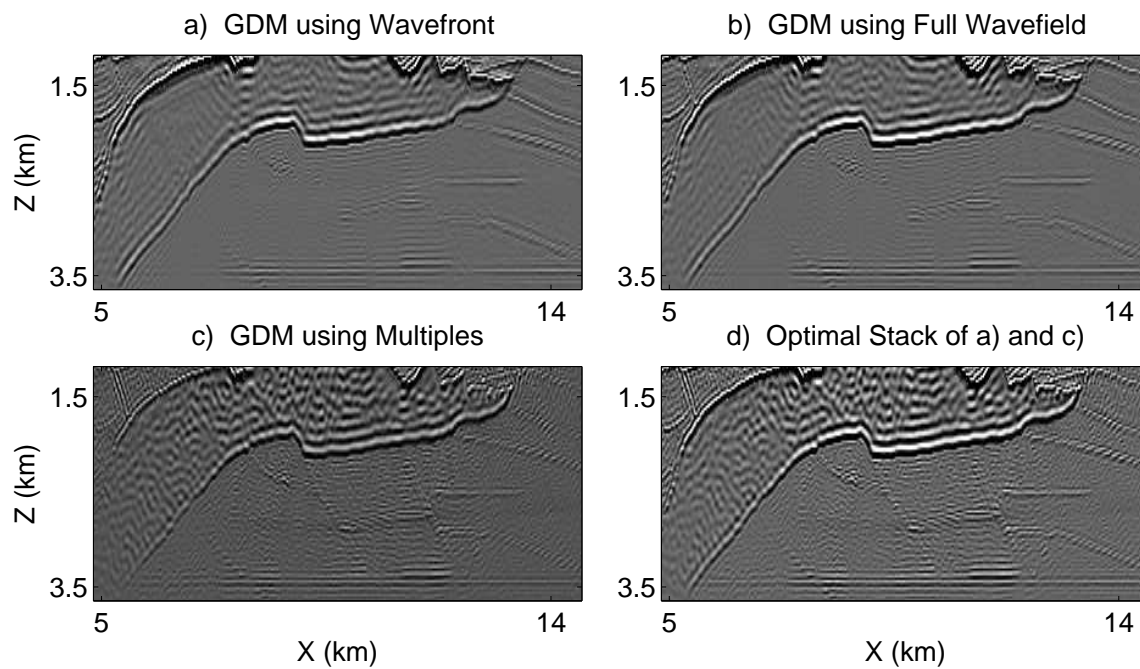 a) GDM using Wavefront
b) GDM using Full Wavefield
1.5
1.5
Z (km)
3.5
3.5
5
14
5
14
c) GDM using Multiples
d) Optimal Stack of a) and c)
1.5
1.5
Z (km)
3.5
3.5
5
14
5
14
X (km)
X (km)